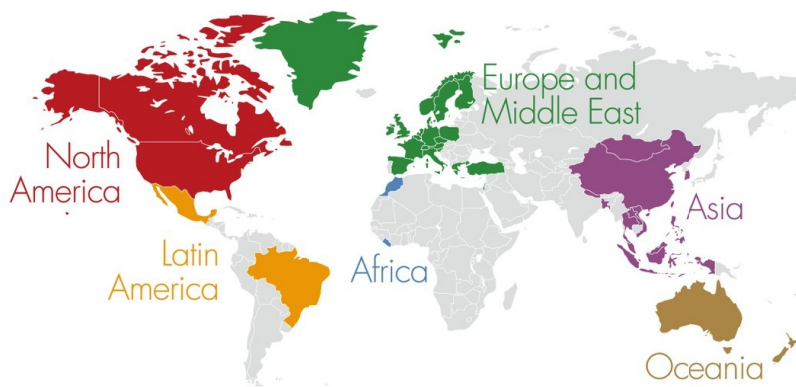 Europe and
Middle East
North
America
Asia
Latin
America
Africa
Oceania